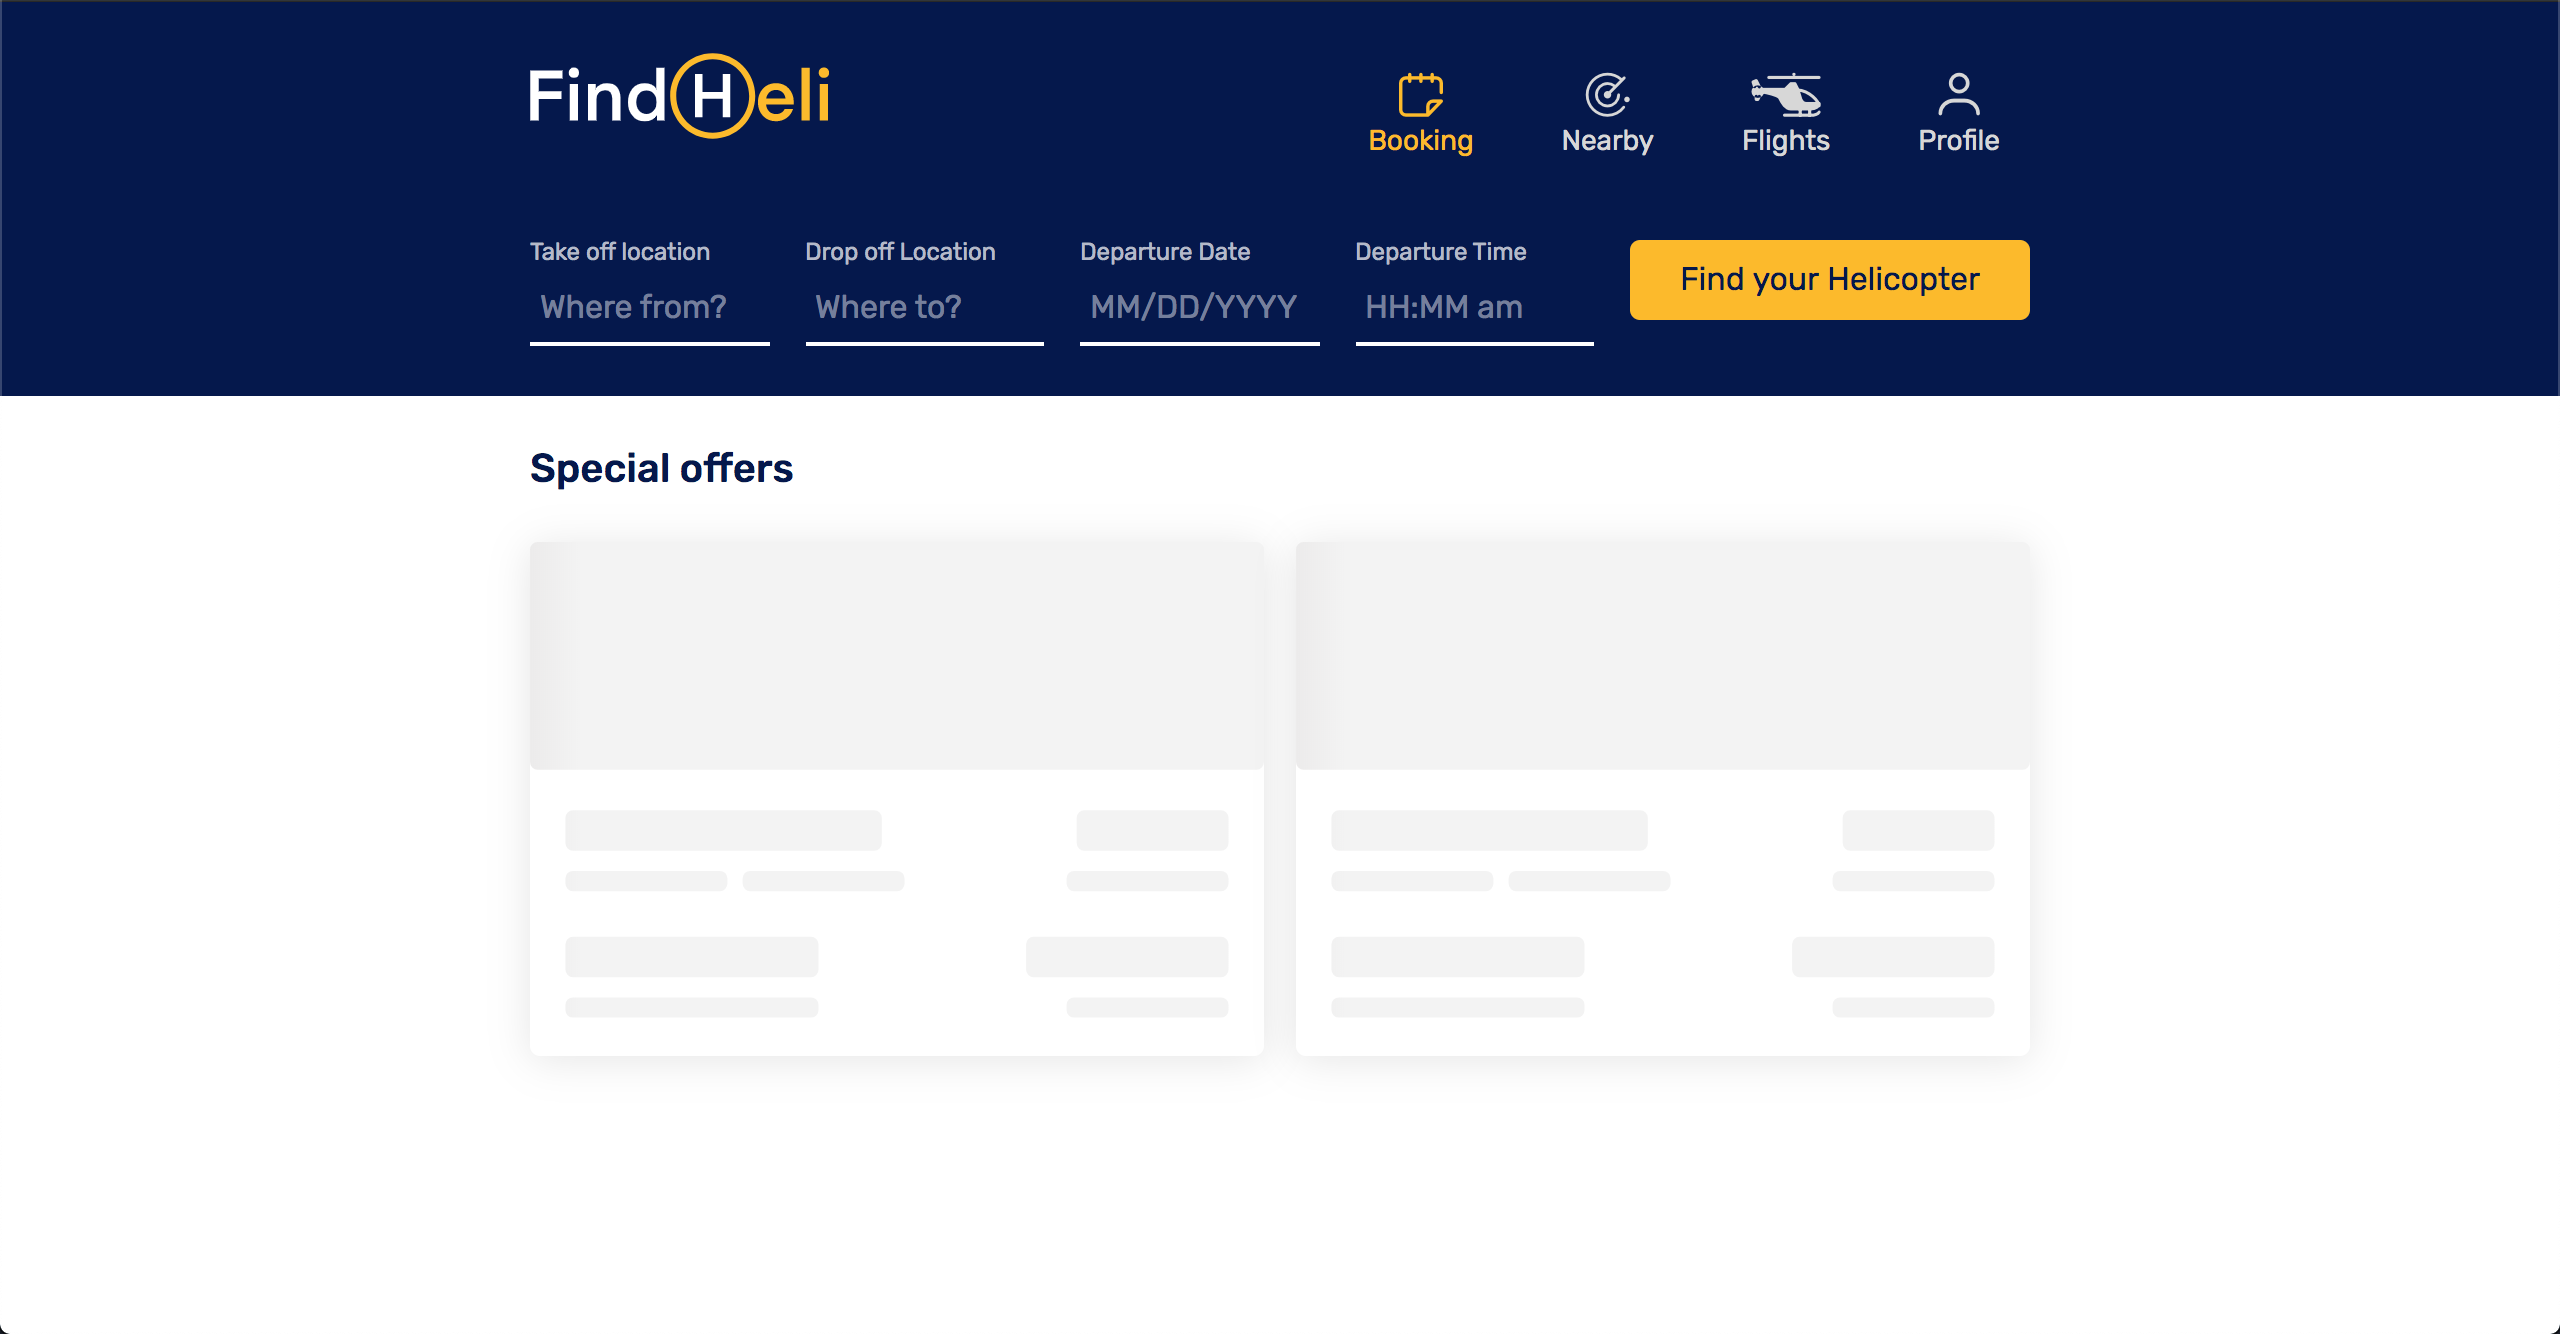 FindHeli
Booking
Nearby
Flights
Profile
Take off location
Drop off Location
Departure Date
Departure Time
Where from?
Where to?
MM/DD/YYYY
HH:MM am
Find your Helicopter
Special offers